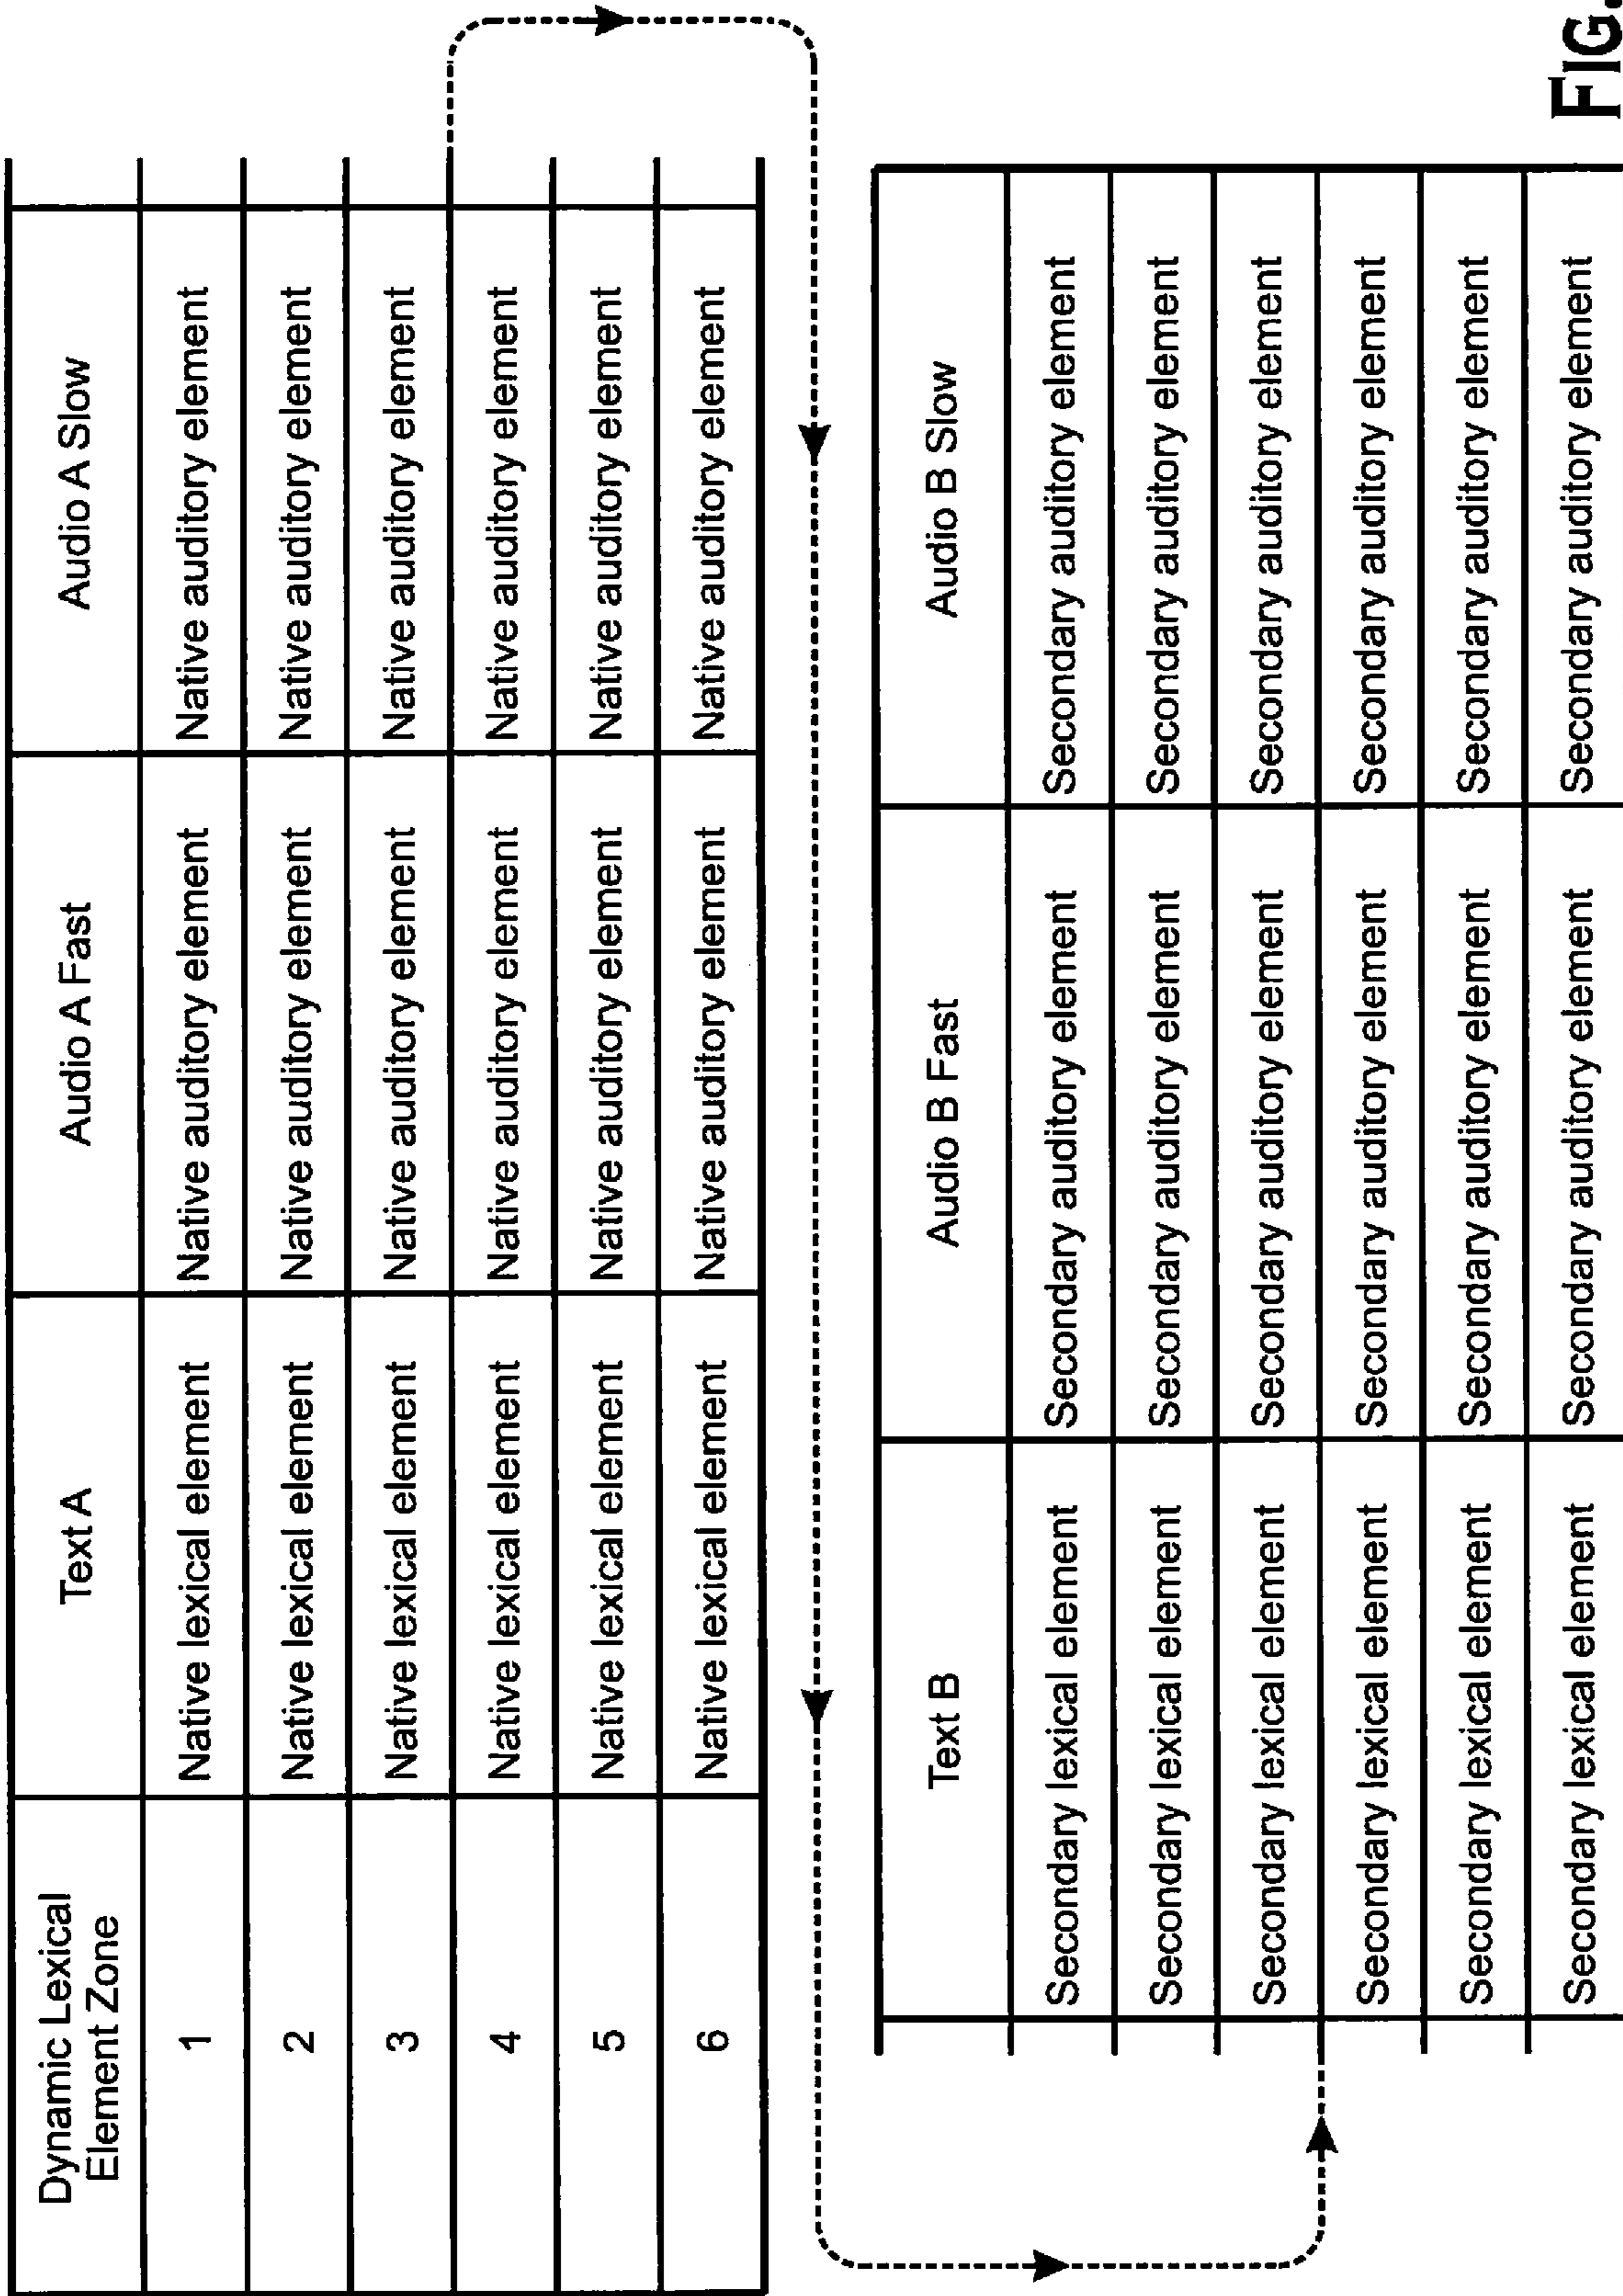 Dynamic Lexical Element Zone Text A Audio A Fast Audio A Slow
1 Native lexical element Native auditory element Native auditory element
2 Native lexical element Native auditory element Native auditory element
3 Native lexical element Native auditory element Native auditory element
4 Native lexical element Native auditory element Native auditory element
5 Native lexical element Native auditory element Native auditory element
6 Native lexical element Native auditory element Native auditory element
Text B Audio B Fast Audio B Slow
Secondary lexical element Secondary auditory element Secondary auditory element
Secondary lexical element Secondary auditory element Secondary auditory element
Secondary lexical element Secondary auditory element Secondary auditory element
Secondary lexical element Secondary auditory element Secondary auditory element
Secondary lexical element Secondary auditory element Secondary auditory element
Secondary lexical element Secondary auditory element Secondary auditory element
FIG.